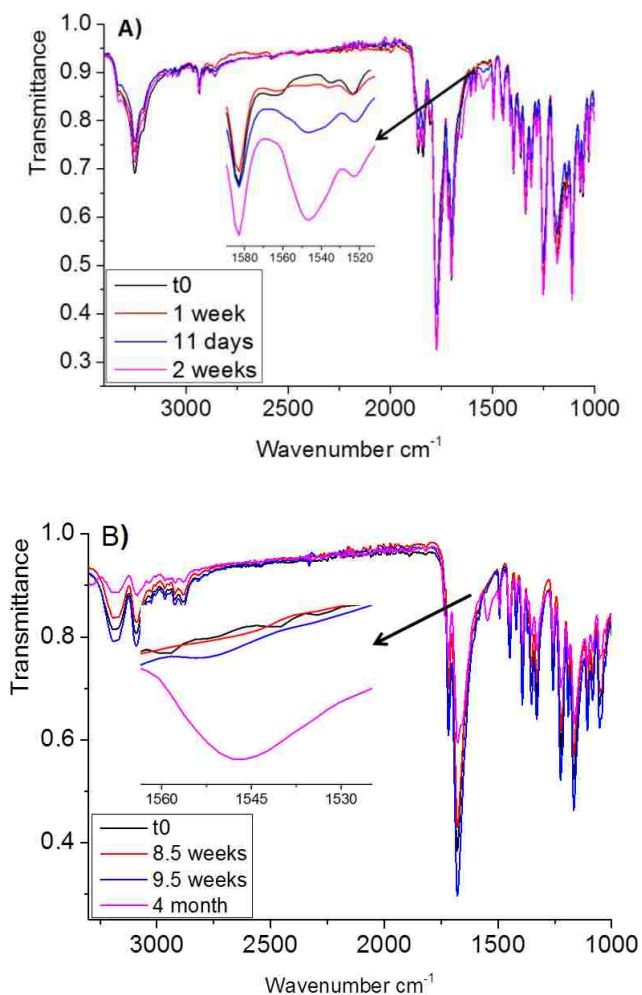 A)
Transmittance
1.0
0.9
0.8
0.7
0.6
0.5
0.4
0.3
1580 1560 1540 1520
t0
1 week
11 days
2 weeks
3000 2500 2000 1500 1000
Wavenumber cm-1
B)
Transmittance
1.0
0.8
0.6
0.4
1560 1545 1530
t0
8.5 weeks
9.5 weeks
4 month
3000 2500 2000 1500 1000
Wavenumber cm-1